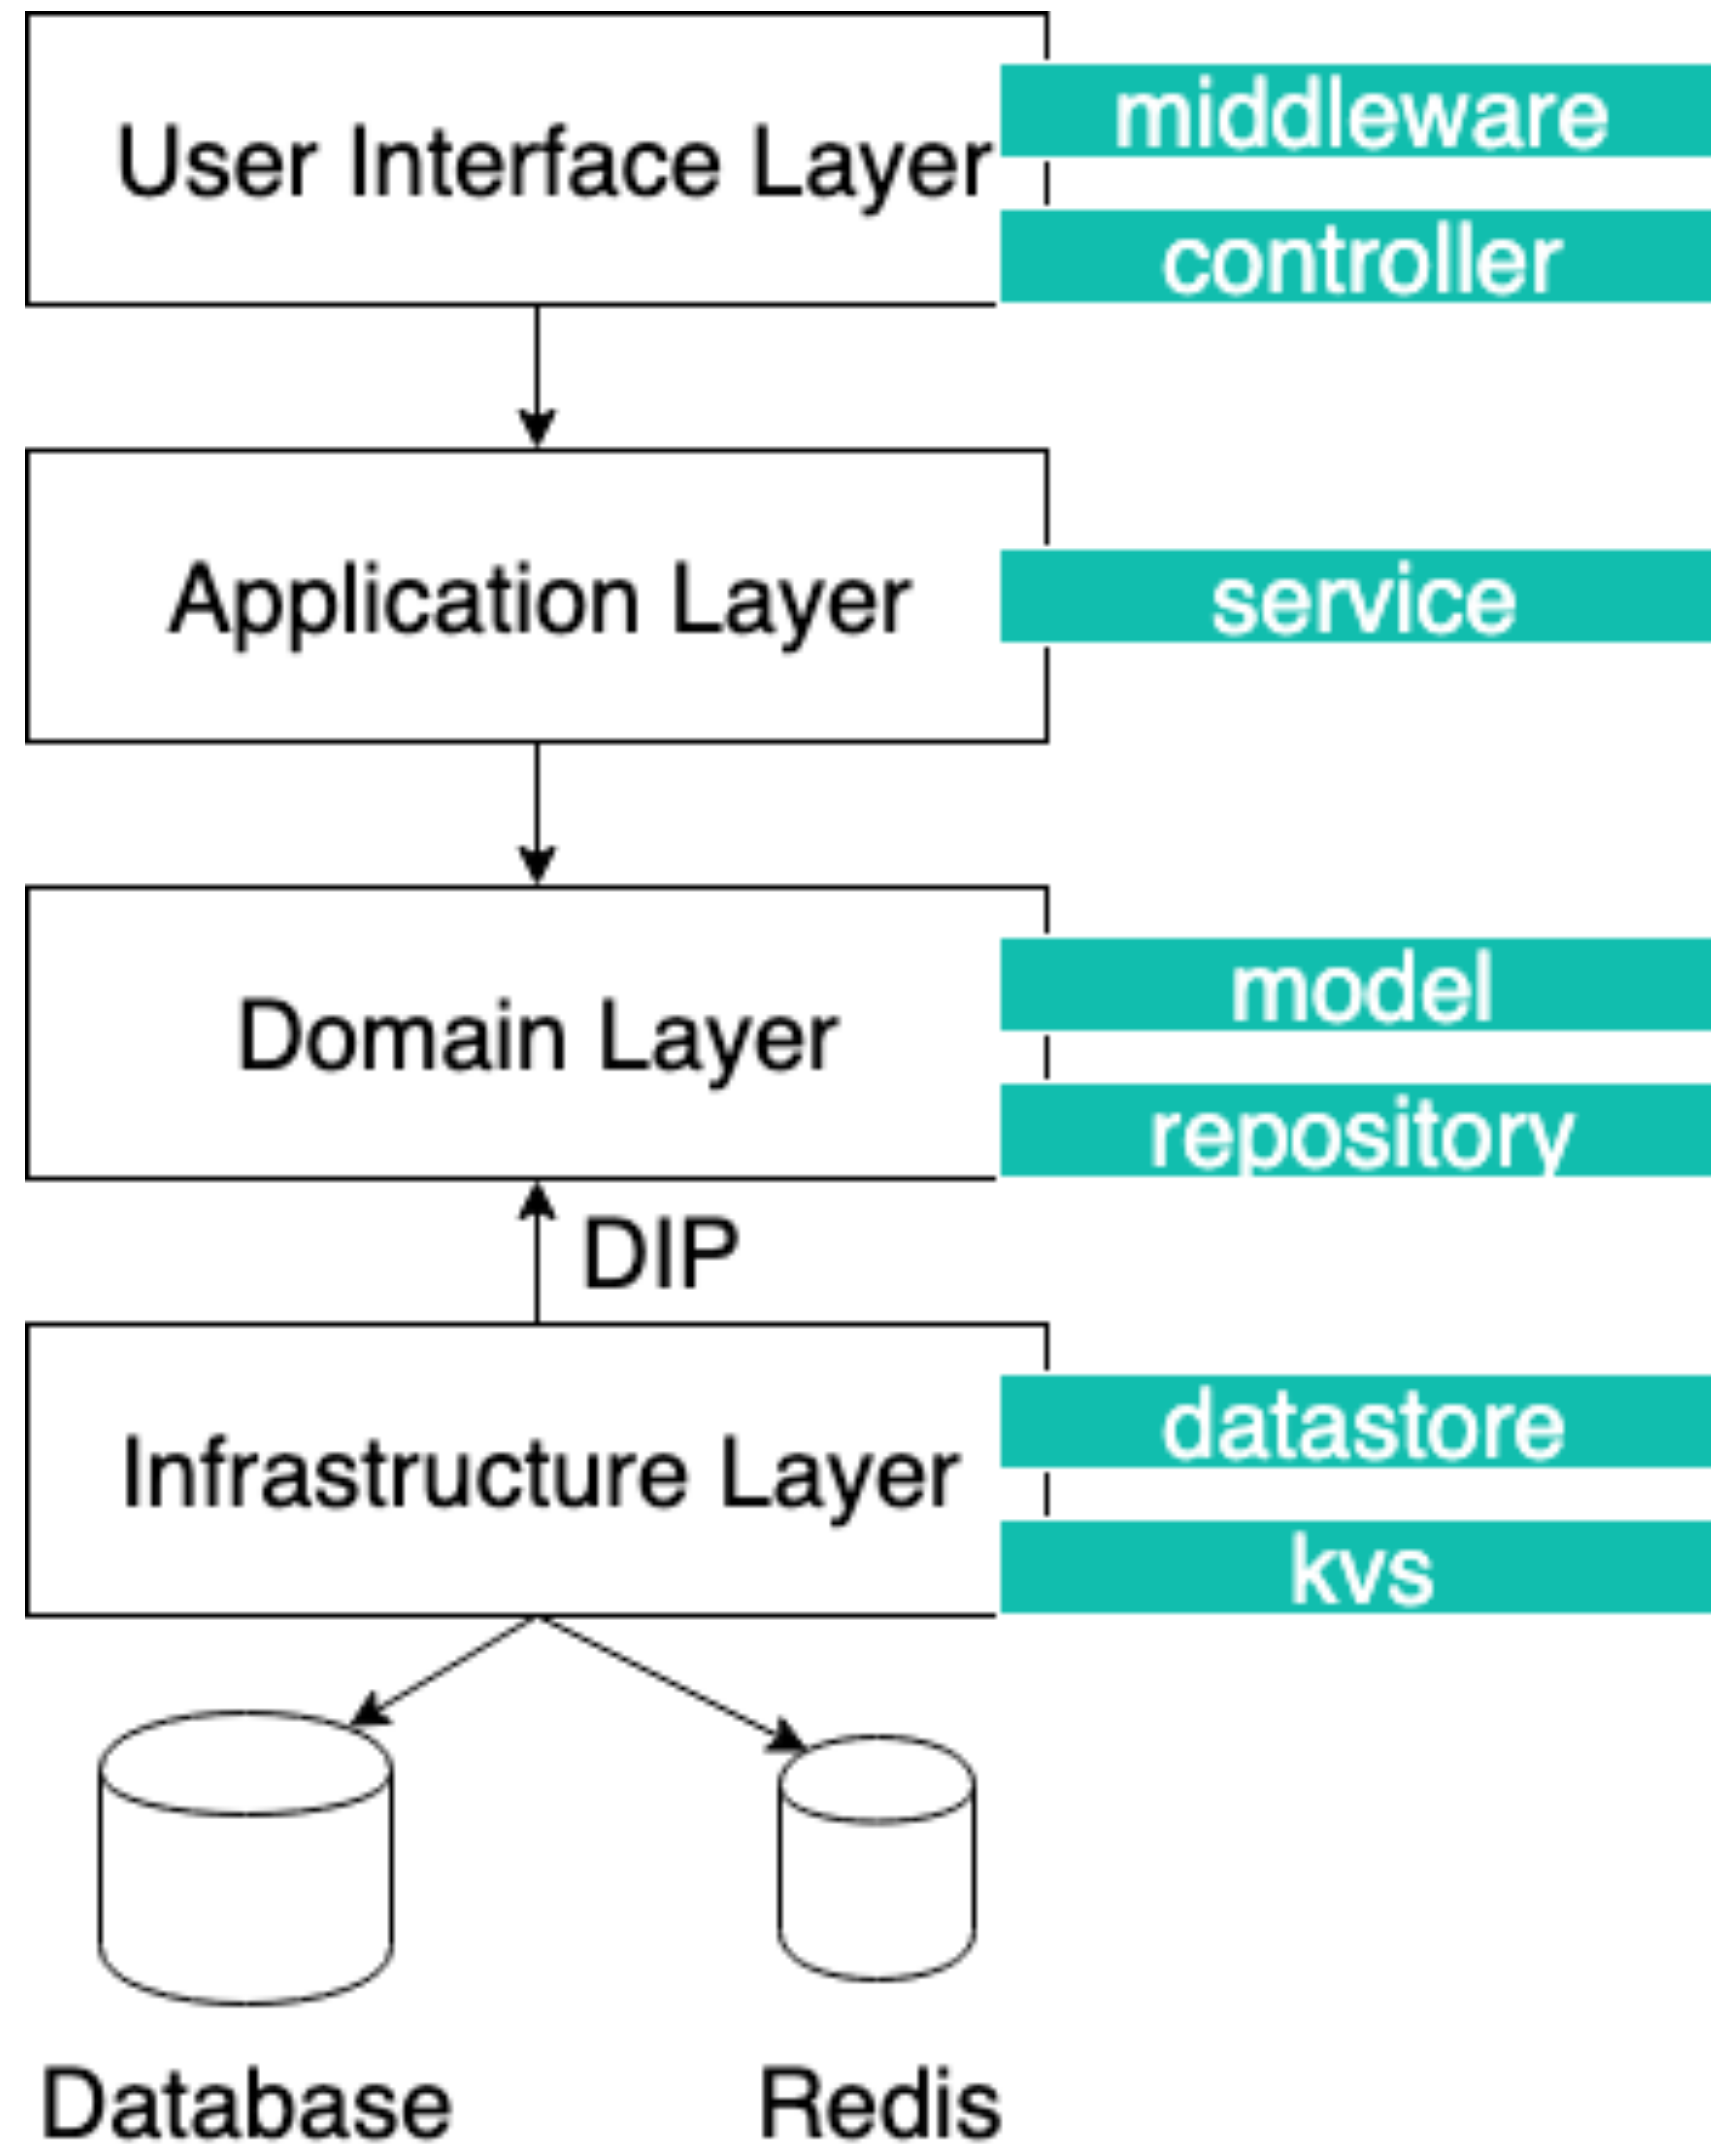 User Interface Layer
middleware
controller
Application Layer
service
Domain Layer
model
repository
DIP
Infrastructure Layer
datastore
kvs
Database
Redis